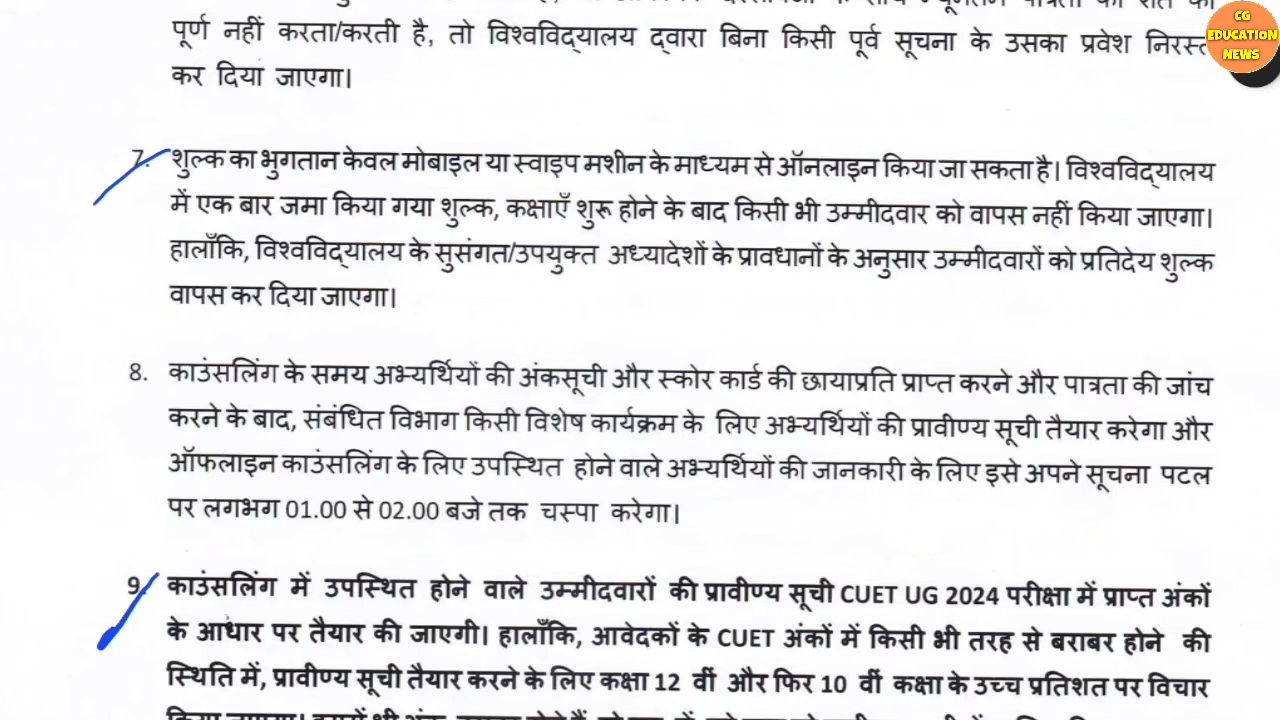 पूर्ण नहीं करता/करती है, तो विश्वविद्यालय द्वारा बिना किसी पूर्व सूचना के उसका प्रवेश निरस्त
कर दिया जाएगा।
CG
EDUCATION
NEWS
7. शुल्क का भुगतान केवल मोबाइल या स्वाइप मशीन के माध्यम से ऑनलाइन किया जा सकता है। विश्वविद्यालय
में एक बार जमा किया गया शुल्क, कक्षाएँ शुरू होने के बाद किसी भी उम्मीदवार को वापस नहीं किया जाएगा।
हालाँकि, विश्वविद्यालय के सुसंगत/उपयुक्त अध्यादेशों के प्रावधानों के अनुसार उम्मीदवारों को प्रतिदेय शुल्क
वापस कर दिया जाएगा।
8. काउंसलिंग के समय अभ्यर्थियों की अंकसूची और स्कोर कार्ड की छायाप्रति प्राप्त करने और पात्रता की जांच
करने के बाद, संबंधित विभाग किसी विशेष कार्यक्रम के लिए अभ्यर्थियों की प्रावीण्य सूची तैयार करेगा और
ऑफलाइन काउंसलिंग के लिए उपस्थित होने वाले अभ्यर्थियों की जानकारी के लिए इसे अपने सूचना पटल
पर लगभग 01.00 से 02.00 बजे तक चस्पा करेगा।
9. काउंसलिंग में उपस्थित होने वाले उम्मीदवारों की प्रावीण्य सूची CUET UG 2024 परीक्षा में प्राप्त अंकों
के आधार पर तैयार की जाएगी। हालाँकि, आवेदकों के CUET अंकों में किसी भी तरह से बराबर होने की
स्थिति में, प्रावीण्य सूची तैयार करने के लिए कक्षा 12 वीं और फिर 10 वीं कक्षा के उच्च प्रतिशत पर विचार